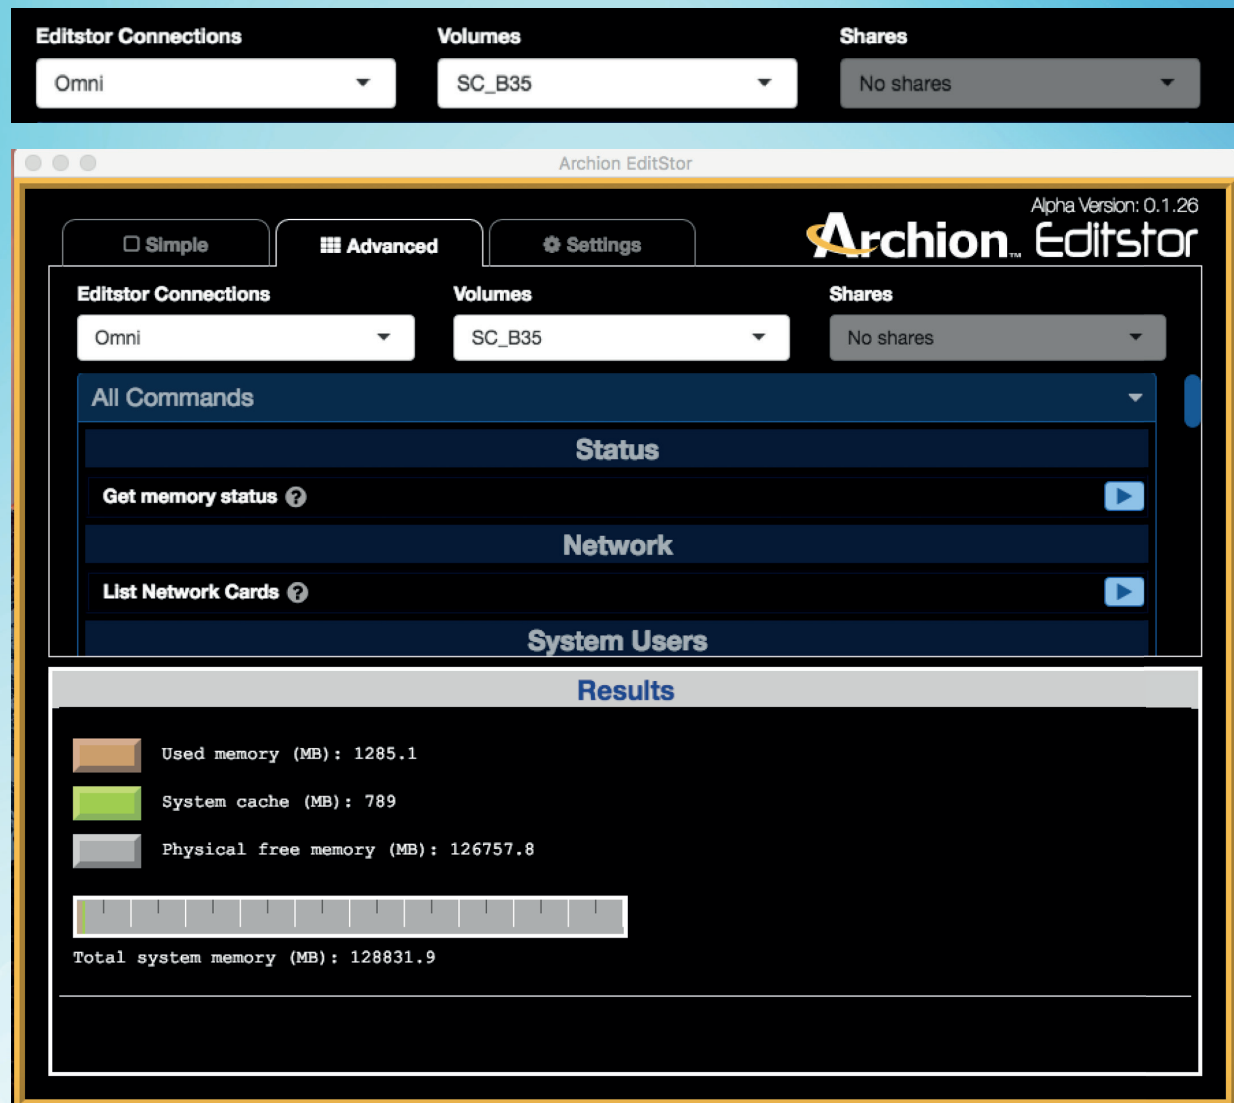 Editstor Connections Volumes Shares
Omni SC_B35 No shares
Archion EditStor
Alpha Version: 0.1.26
Simple Advanced Settings Archion™ Editstor
Editstor Connections Volumes Shares
Omni SC_B35 No shares
All Commands
Status
Get memory status ?
Network
List Network Cards ?
System Users
Results
Used memory (MB): 1285.1
System cache (MB): 789
Physical free memory (MB): 126757.8
Total system memory (MB): 128831.9